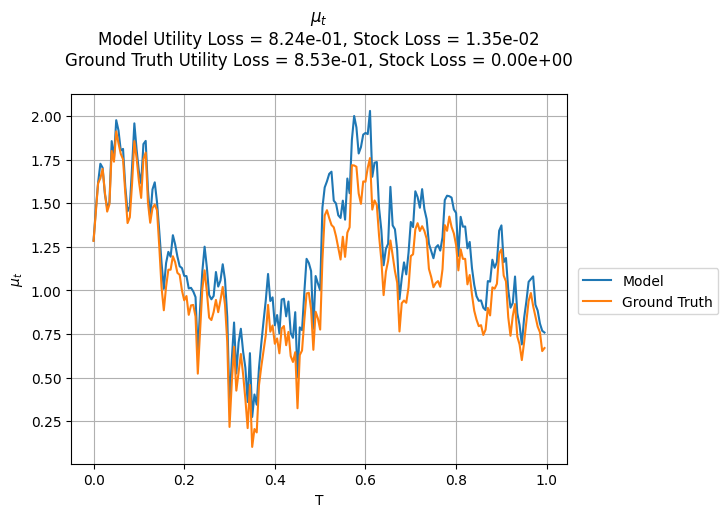 μt
Model Utility Loss = 8.24e-01, Stock Loss = 1.35e-02
Ground Truth Utility Loss = 8.53e-01, Stock Loss = 0.00e+00
2.00
1.75
1.50
1.25
1.00
0.75
0.50
0.25
μt
0.0
0.2
0.4
0.6
0.8
1.0
T
Model
Ground Truth